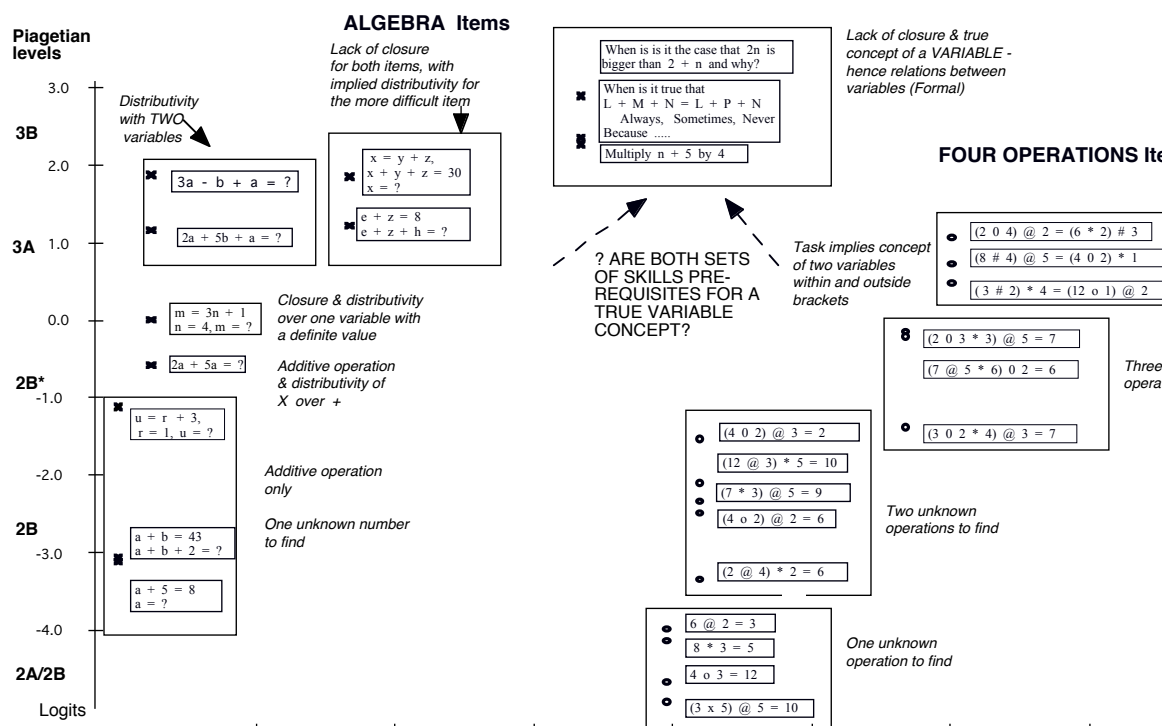 ALGEBRA Items
Piagetian
levels
3.0
3B
2.0
3A
1.0
0.0
2B*
-1.0
-2.0
2B
-3.0
-4.0
2A/2B
Logits
Distributivity
with TWO
variables
3a - b + a = ?
2a + 5b + a = ?
Lack of closure
for both items, with
implied distributivity for
the more difficult item
x = y + z,
x + y + z = 30
x = ?
e + z = 8
e + z + h = ?
m = 3n + 1
n = 4, m = ?
Closure & distributivity
over one variable with
a definite value
2a + 5a = ?
Additive operation
& distributivity of
X over +
u = r + 3,
r = 1, u = ?
Additive operation
only
One unknown number
to find
a + b = 43
a + b + 2 = ?
a + 5 = 8
a = ?
When is is it the case that 2n is
bigger than 2 + n and why?
When is it true that
L + M + N = L + P + N
Always, Sometimes, Never
Because .....
Multiply n + 5 by 4
Lack of closure & true
concept of a VARIABLE -
hence relations between
variables (Formal)
? ARE BOTH SETS
OF SKILLS PRE-
REQUISITES FOR A
TRUE VARIABLE
CONCEPT?
Task implies concept
of two variables
within and outside
brackets
FOUR OPERATIONS Ite
(2 0 4) @ 2 = (6 * 2) # 3
(8 # 4) @ 5 = (4 0 2) * 1
(3 # 2) * 4 = (12 o 1) @ 2
(2 0 3 * 3) @ 5 = 7
(7 @ 5 * 6) 0 2 = 6
(3 0 2 * 4) @ 3 = 7
Three
opera
(4 0 2) @ 3 = 2
(12 @ 3) * 5 = 10
(7 * 3) @ 5 = 9
(4 o 2) @ 2 = 6
(2 @ 4) * 2 = 6
Two unknown
operations to find
6 @ 2 = 3
8 * 3 = 5
4 o 3 = 12
(3 x 5) @ 5 = 10
One unknown
operation to find